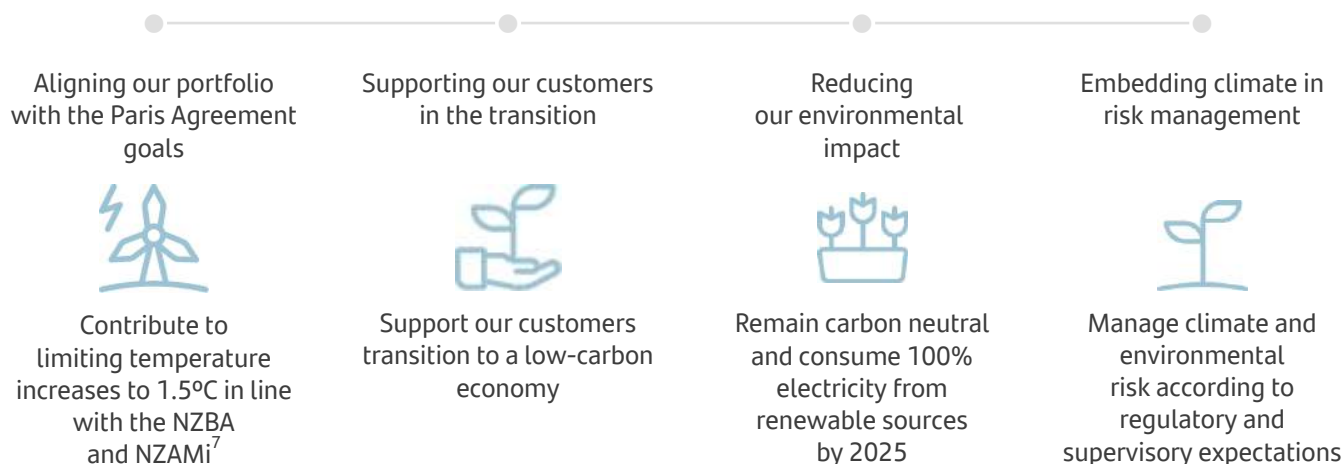 Aligning our portfolio
with the Paris Agreement
goals
Supporting our customers
in the transition
Reducing
our environmental
impact
Embedding climate in
risk management
Contribute to
limiting temperature
increases to 1.5ºC in line
with the NZBA
and NZAMi7
Support our customers
transition to a low-carbon
economy
Remain carbon neutral
and consume 100%
electricity from
renewable sources
by 2025
Manage climate and
environmental
risk according to
regulatory and
supervisory expectations